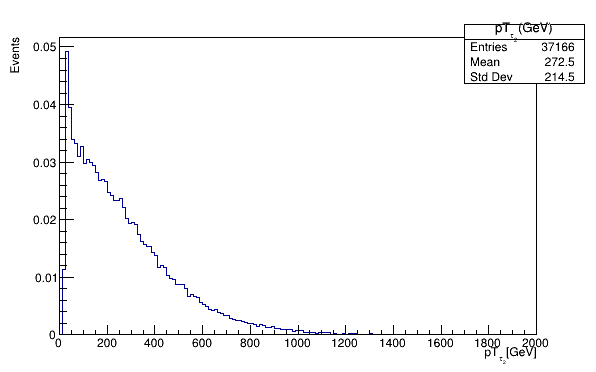 pT_τ₂(GeV)
Entries 37166
Mean 272.5
Std Dev 214.5
Events
0.05
0.04
0.03
0.02
0.01
0
0 200 400 600 800 1000 1200 1400 1600 1800 2000
pT_τ₂[GeV]